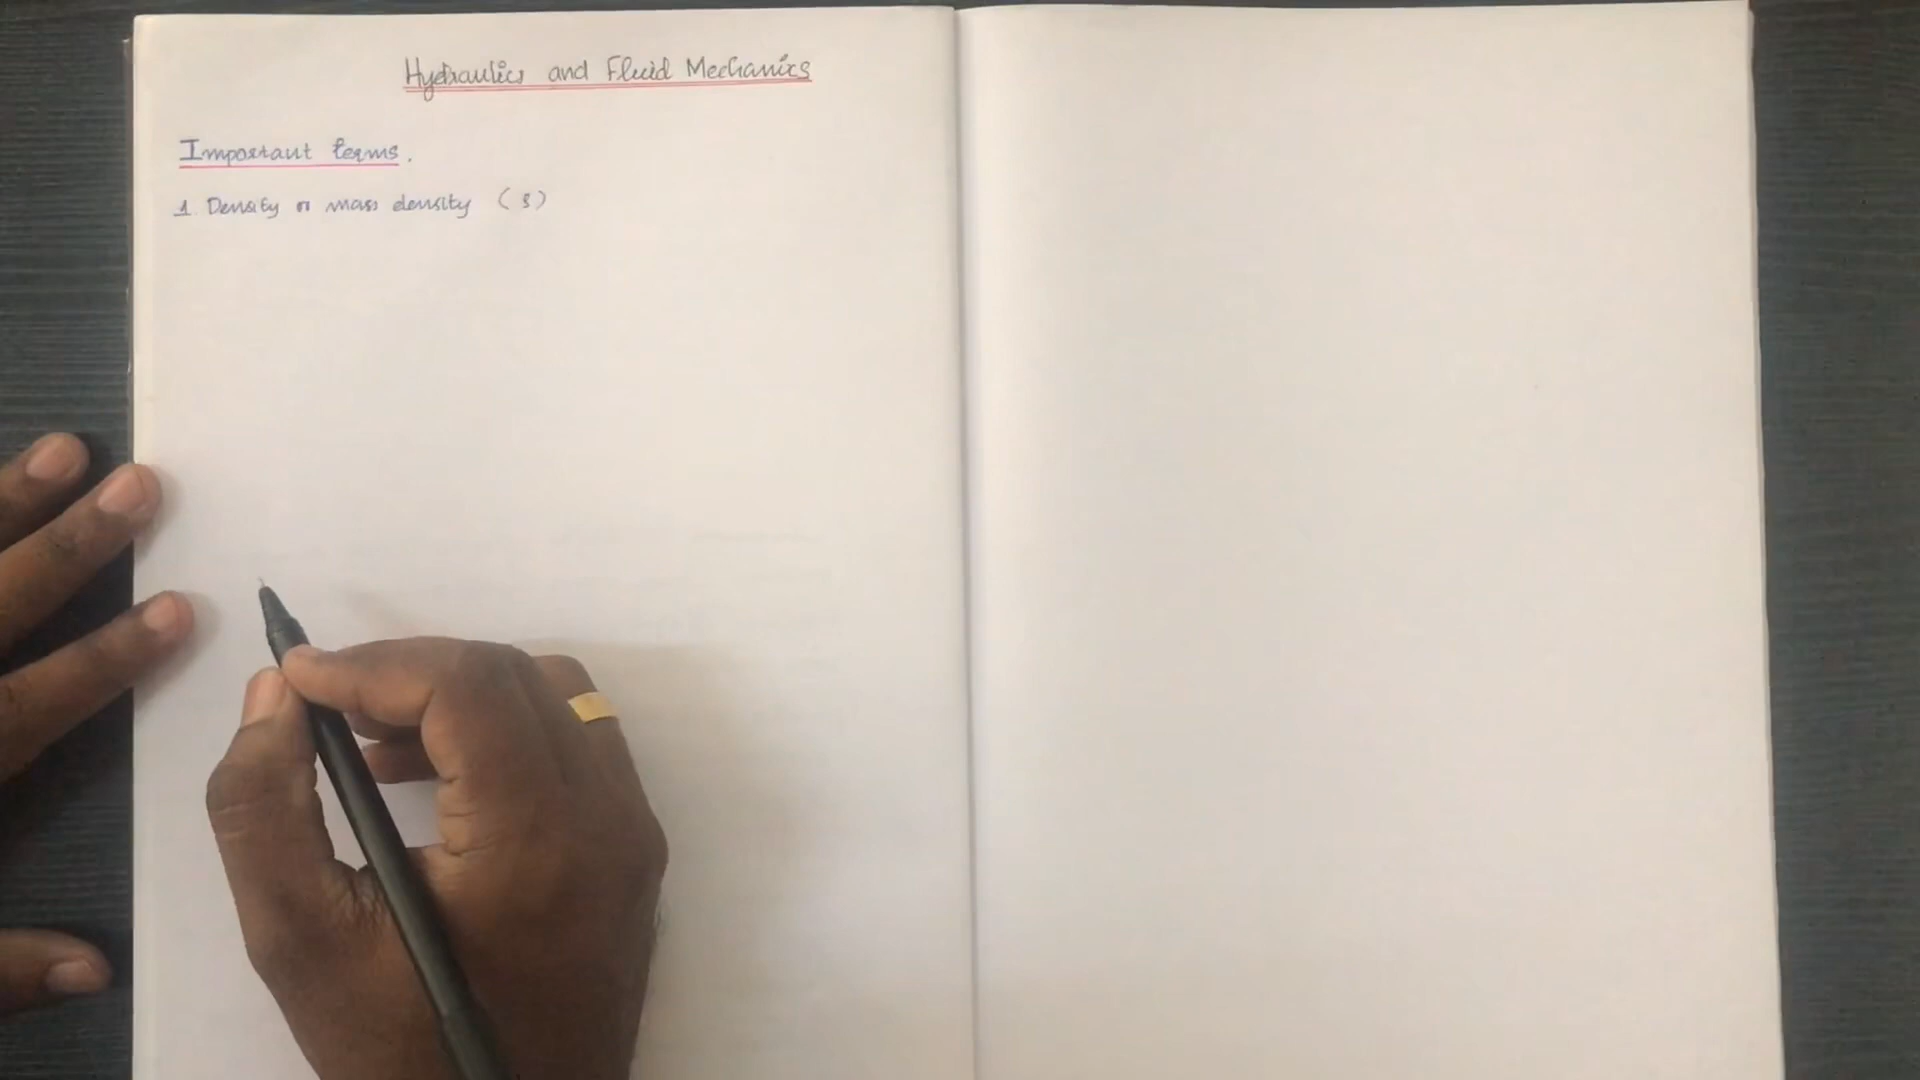 Hydraulics and Fluid Mechanics
Important terms.
1. Density or mass density (ρ)